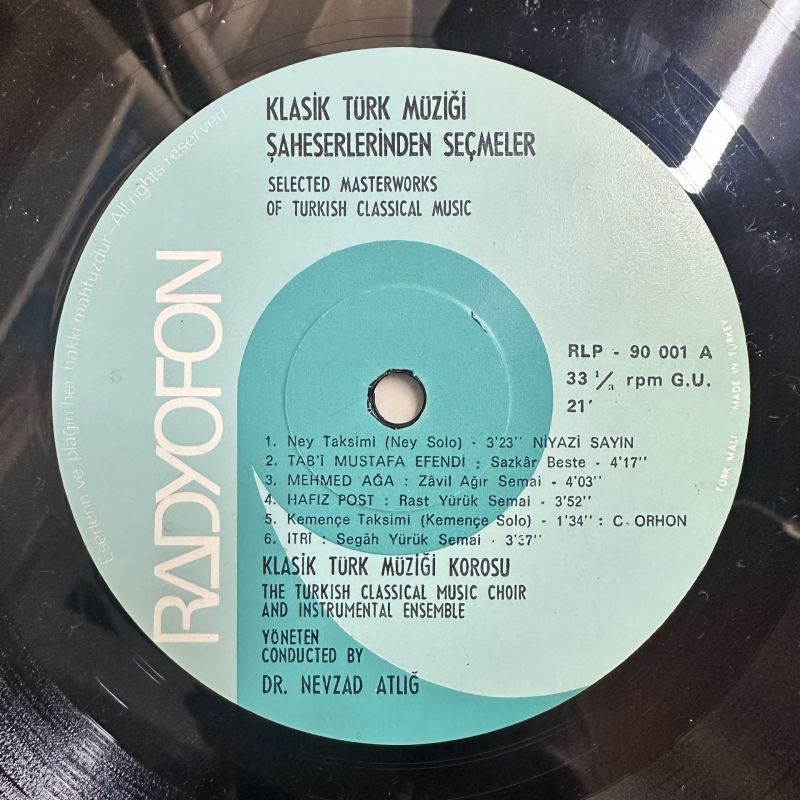 KLASİK TÜRK MÜZİĞİ
ŞAHESERLERİNDEN SEÇMELER
SELECTED MASTERWORKS
OF TURKISH CLASSICAL MUSIC
Eserlerin ve plağın her hakkı mahfuzdur - All rights reserved
RADYOFON
RLP - 90 001 A
33 1/3 rpm G.U.
21'
TÜRK MALI MADE IN TURKEY
1. Ney Taksimi (Ney Solo) - 3'23'' NİYAZİ SAYIN
2. TAB'Î MUSTAFA EFENDİ : Sazkâr Beste - 4'17''
3. MEHMED AĞA : Zâvil Ağır Semai - 4'03''
4. HAFIZ POST : Rast Yürük Semai - 3'52''
5. Kemençe Taksimi (Kemençe Solo) - 1'34'' : C. ORHON
6. ITRÎ : Segâh Yürük Semai - 3'37''
KLASİK TÜRK MÜZİĞİ KOROSU
THE TURKISH CLASSICAL MUSIC CHOIR
AND INSTRUMENTAL ENSEMBLE
YÖNETEN
CONDUCTED BY
DR. NEVZAD ATLIĞ